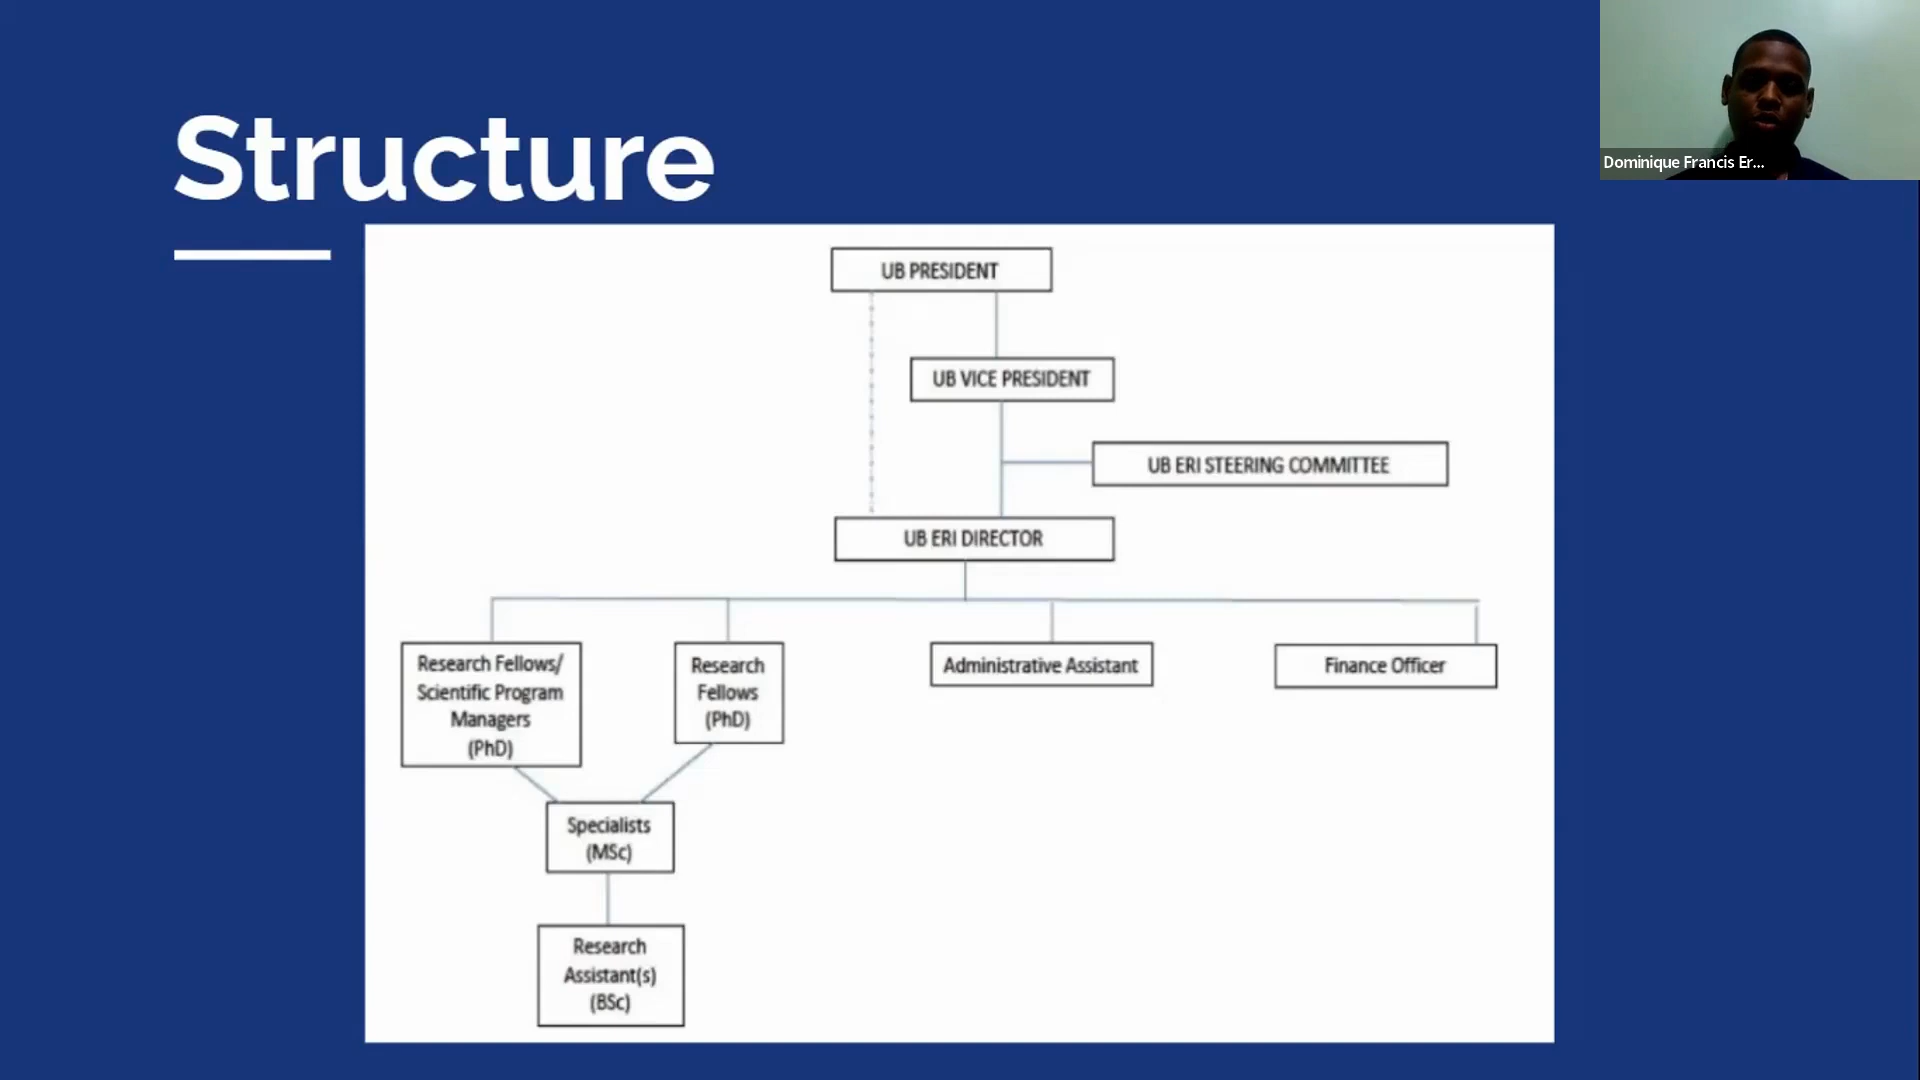 Structure
Dominique Francis Er...
UB PRESIDENT
UB VICE PRESIDENT
UB ERI STEERING COMMITTEE
UB ERI DIRECTOR
Research Fellows/
Scientific Program
Managers
(PhD)
Research
Fellows
(PhD)
Administrative Assistant
Finance Officer
Specialists
(MSc)
Research
Assistant(s)
(BSc)